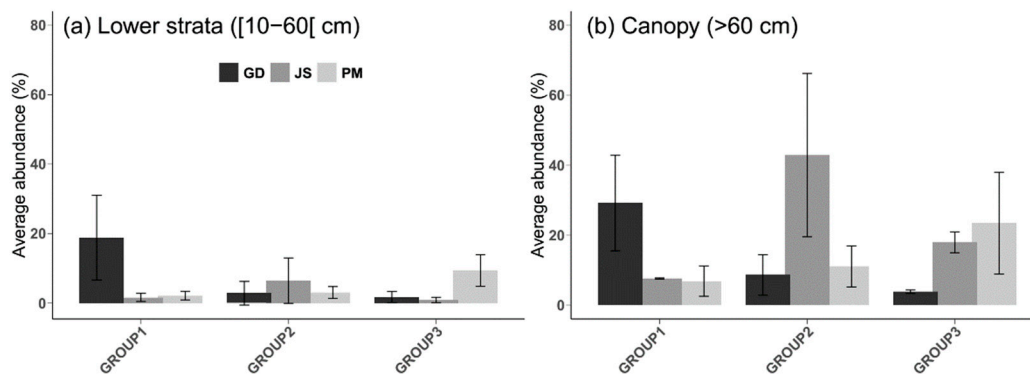 (a) Lower strata ([10−60[ cm)
GD JS PM
Average abundance (%)
80
60
40
20
0
GROUP1
GROUP2
GROUP3
(b) Canopy (>60 cm)
Average abundance (%)
80
60
40
20
0
GROUP1
GROUP2
GROUP3